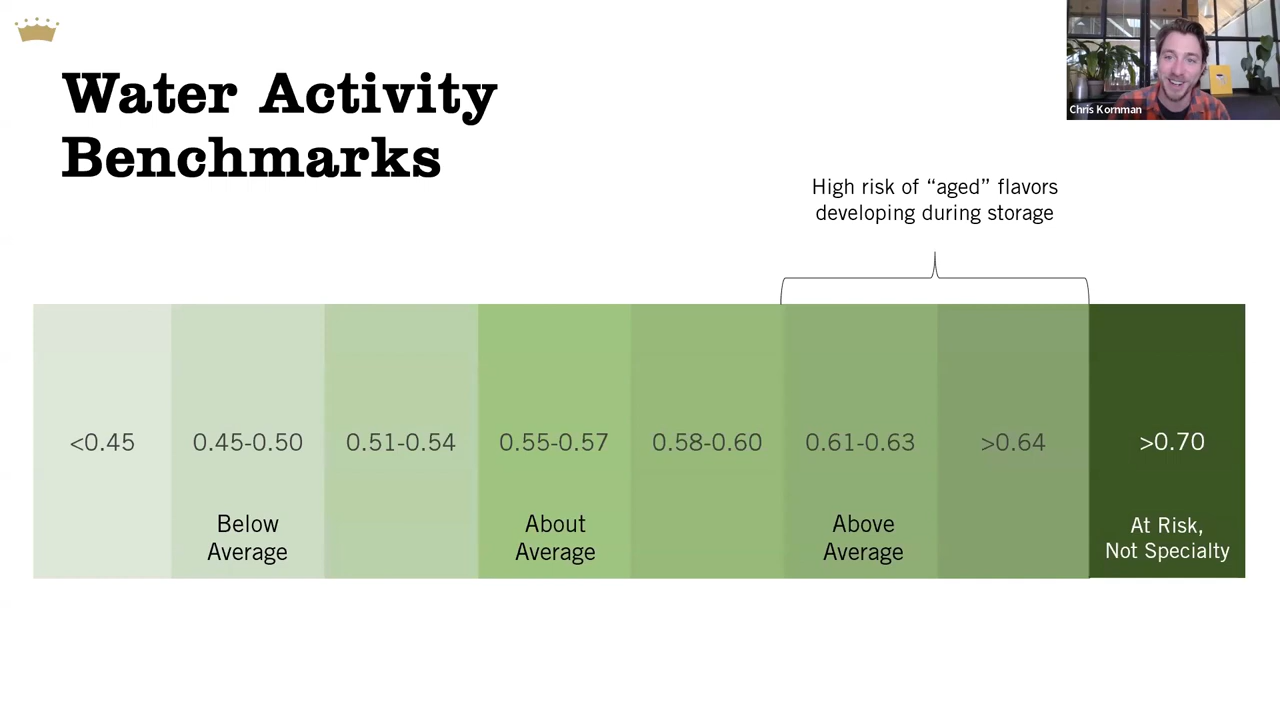 Water Activity
Benchmarks
Chris Kornman
High risk of “aged” flavors
developing during storage
<0.45
0.45-0.50
0.51-0.54
0.55-0.57
0.58-0.60
0.61-0.63
>0.64
>0.70
Below
Average
About
Average
Above
Average
At Risk,
Not Specialty